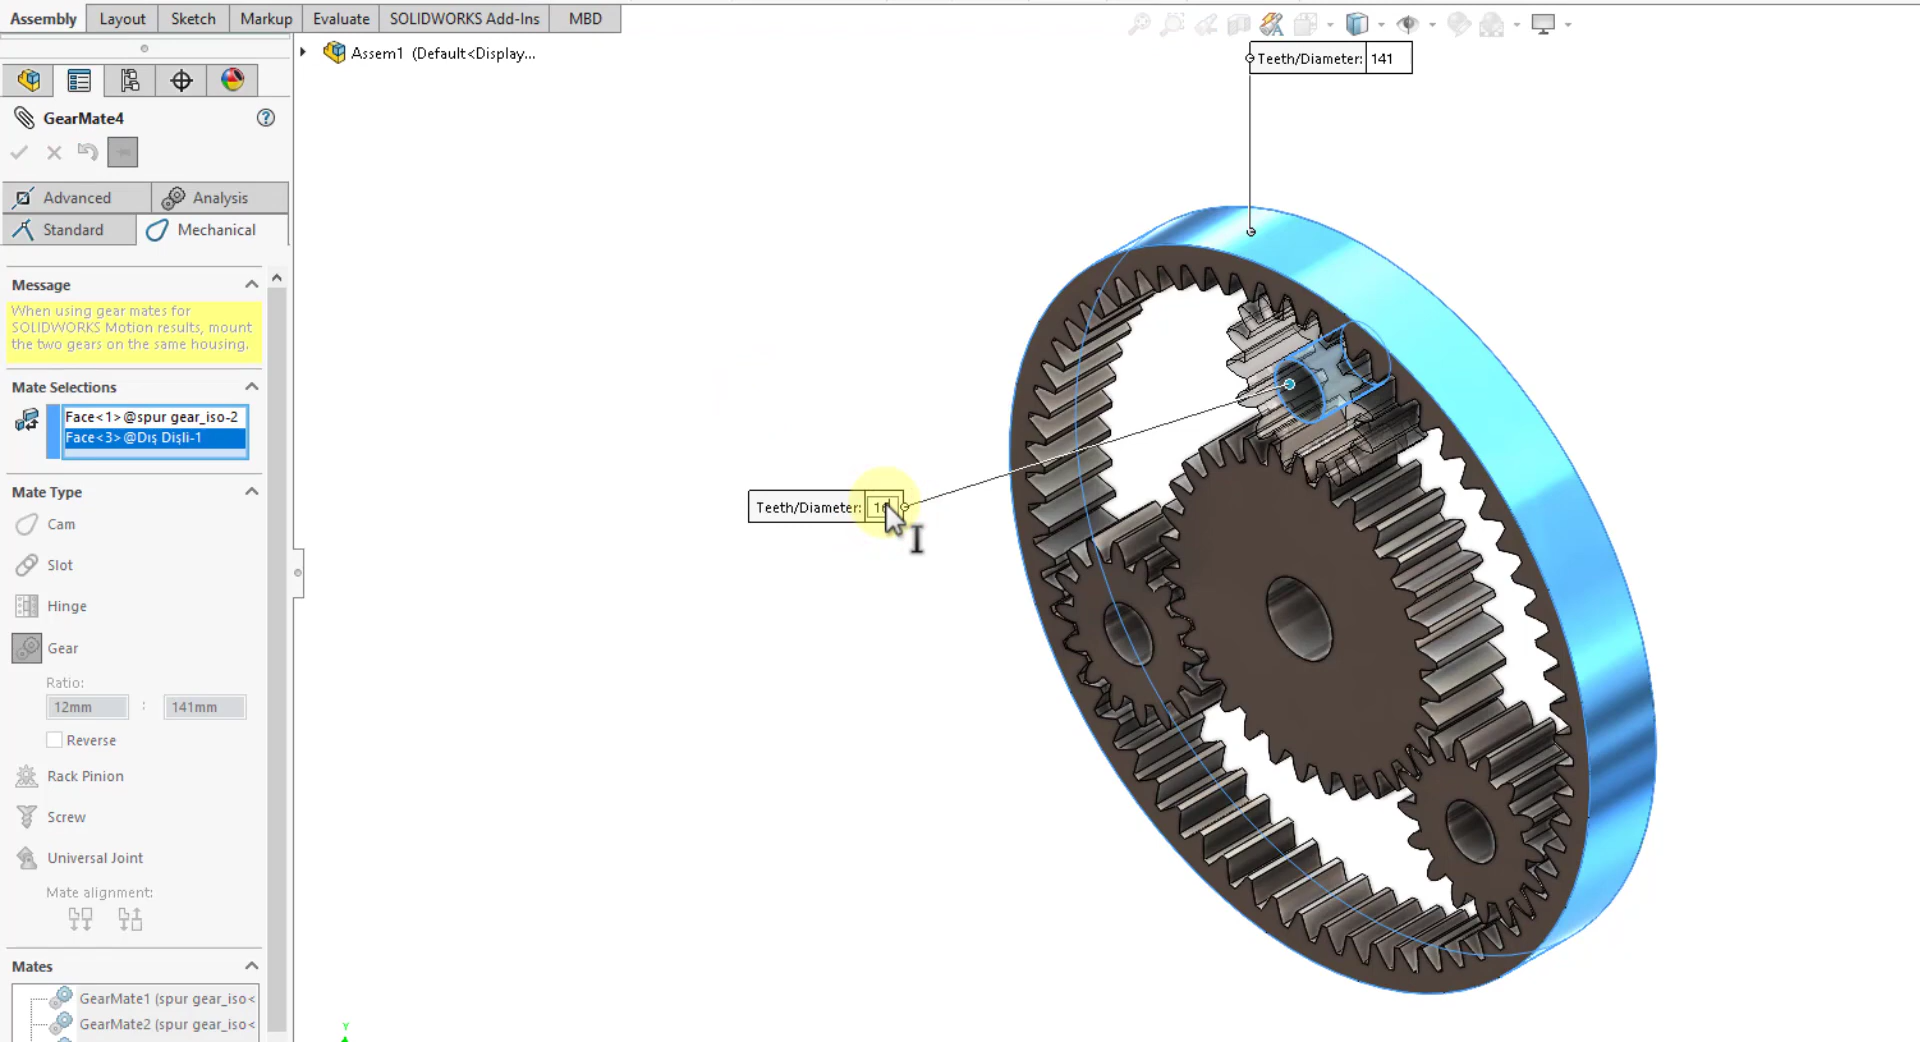 Assembly Layout Sketch Markup Evaluate SOLIDWORKS Add-Ins MBD
Assem1 (Default<Display...
Teeth/Diameter: 141
GearMate4
Advanced Analysis
Standard Mechanical
Message
When using gear mates for
SOLIDWORKS Motion results, mount
the two gears on the same housing.
Mate Selections
Face<1>@spur gear_iso-2
Face<3>@Dış Dişli-1
Mate Type
Cam
Teeth/Diameter:
Slot
Hinge
Gear
Ratio:
12mm : 141mm
Reverse
Rack Pinion
Screw
Universal Joint
Mate alignment:
Mates
GearMate1 (spur gear_iso<
GearMate2 (spur gear_iso<
Y